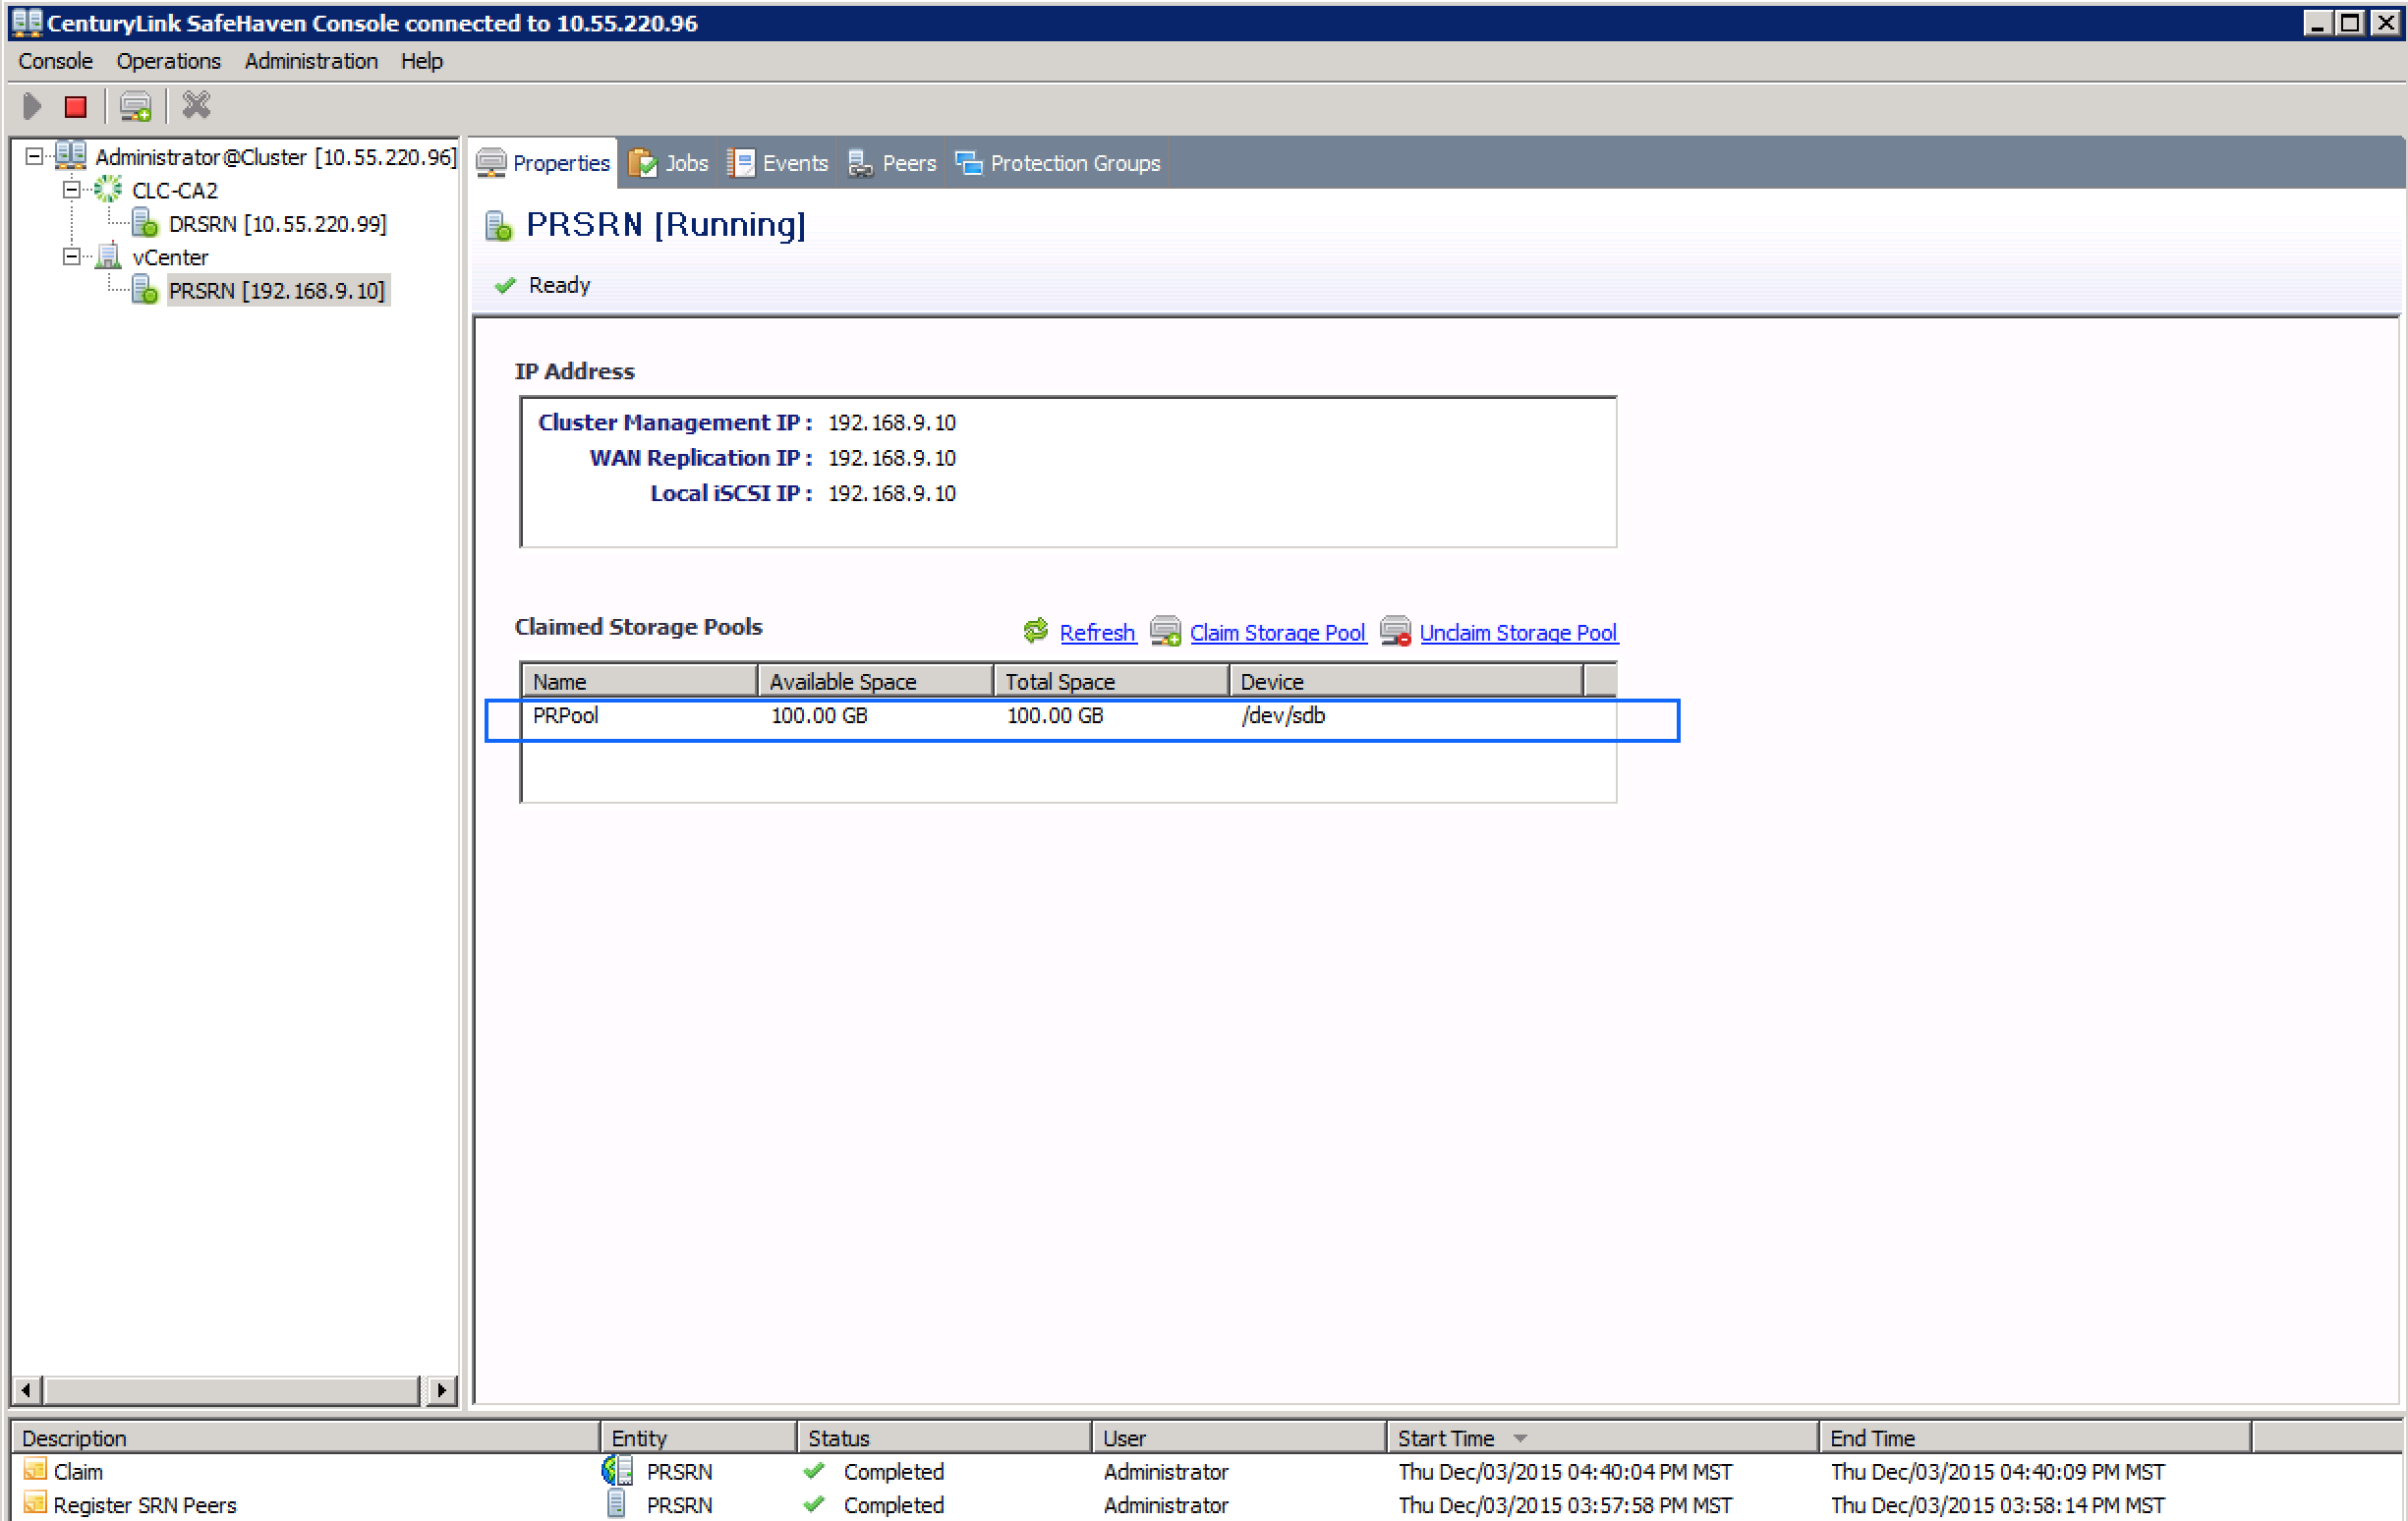 CenturyLink SafeHaven Console connected to 10.55.220.96
Console Operations Administration Help
Administrator@Cluster [10.55.220.96]
CLC-CA2
DRSRN [10.55.220.99]
vCenter
PRSRN [192.168.9.10]
Properties Jobs Events Peers Protection Groups
PRSRN [Running]
Ready
IP Address
Cluster Management IP : 192.168.9.10
WAN Replication IP : 192.168.9.10
Local iSCSI IP : 192.168.9.10
Claimed Storage Pools Refresh Claim Storage Pool Unclaim Storage Pool
Name Available Space Total Space Device
PRPool 100.00 GB 100.00 GB /dev/sdb
Description Entity Status User Start Time End Time
Claim PRSRN Completed Administrator Thu Dec/03/2015 04:40:04 PM MST Thu Dec/03/2015 04:40:09 PM MST
Register SRN Peers PRSRN Completed Administrator Thu Dec/03/2015 03:57:58 PM MST Thu Dec/03/2015 03:58:14 PM MST